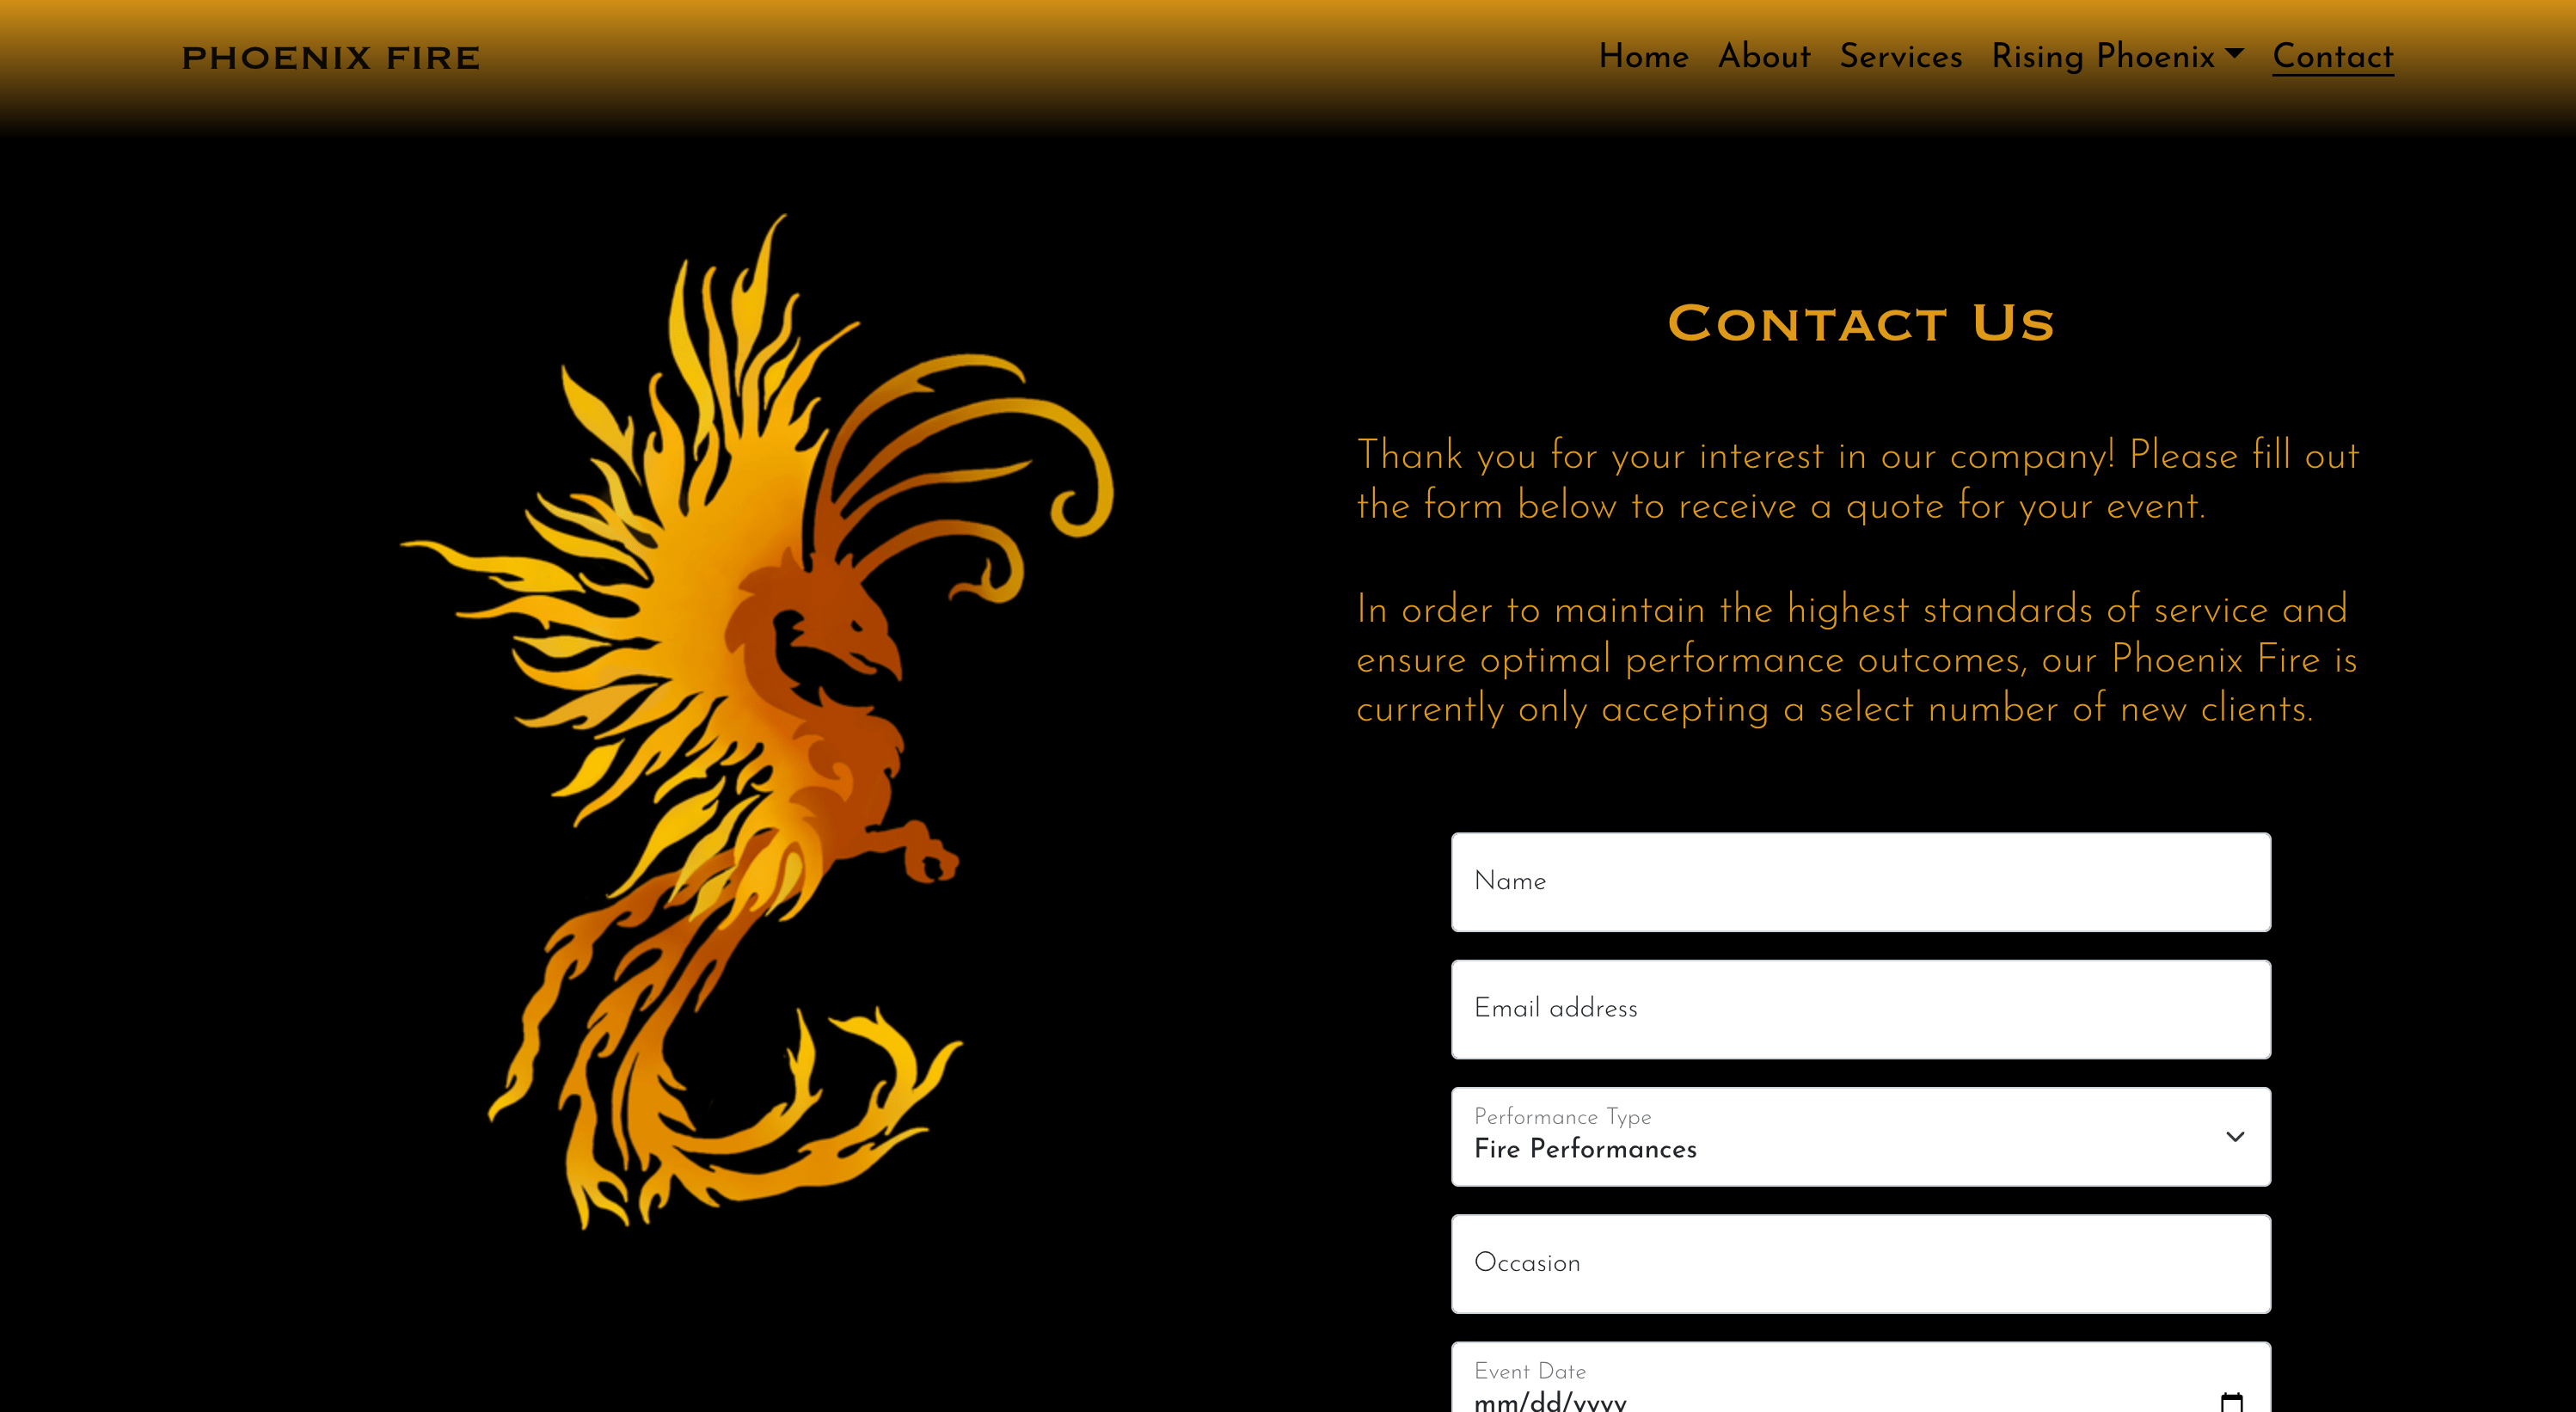 PHOENIX FIRE
Home About Services Rising Phoenix Contact
Contact Us
Thank you for your interest in our company! Please fill out
the form below to receive a quote for your event.
In order to maintain the highest standards of service and
ensure optimal performance outcomes, our Phoenix Fire is
currently only accepting a select number of new clients.
Name
Email address
Performance Type
Fire Performances
Occasion
Event Date
mm/dd/yyyy